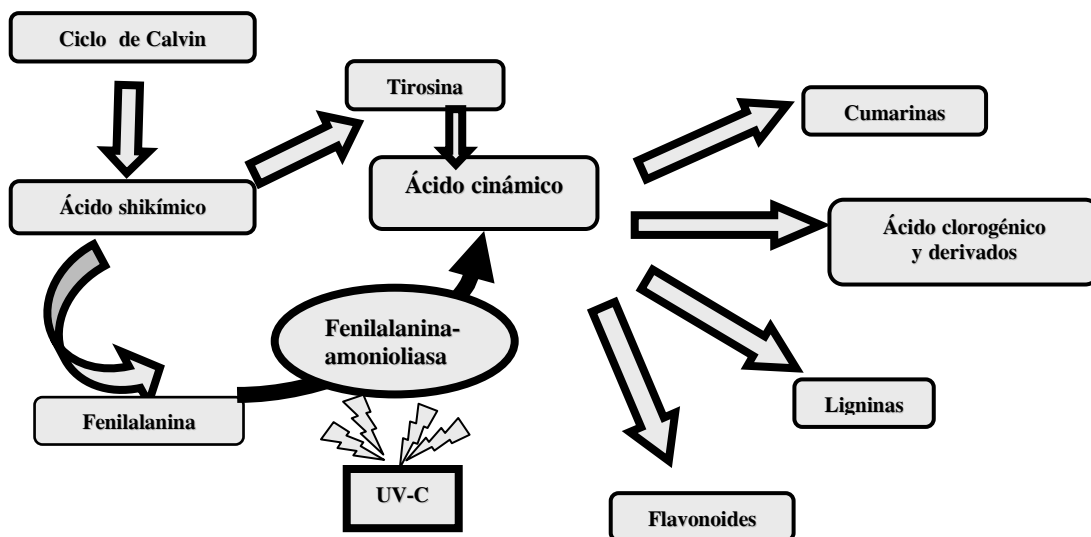 Ciclo de Calvin
Tirosina
Cumarinas
Ácido shikímico
Ácido cinámico
Ácido clorogénico
y derivados
Fenilalanina-
amonioliasa
Fenilalanina
Ligninas
UV-C
Flavonoides